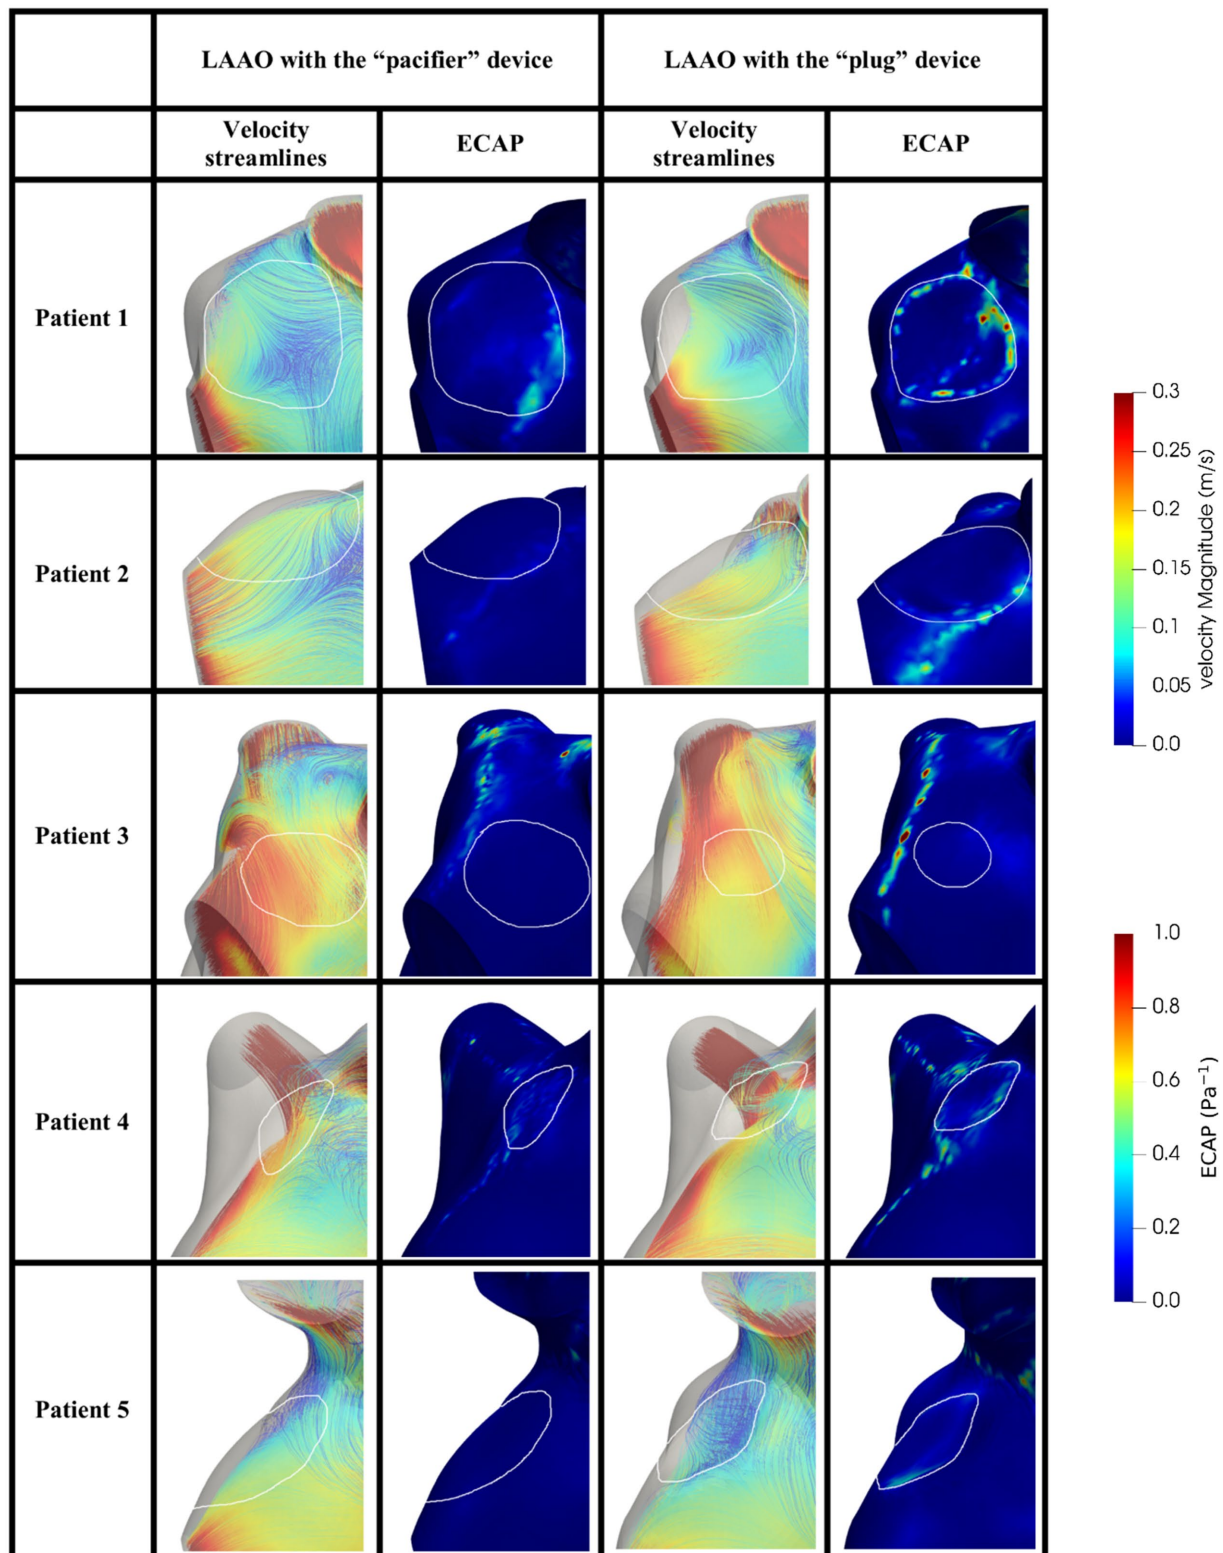 LAAO with the “pacifier” device
LAAO with the “plug” device
Velocity
streamlines
ECAP
Velocity
streamlines
ECAP
Patient 1
Patient 2
Patient 3
Patient 4
Patient 5
0.3
0.25
0.2
0.15
0.1
0.05
0.0
velocity Magnitude (m/s)
1.0
0.8
0.6
0.4
0.2
0.0
ECAP (Pa⁻¹)